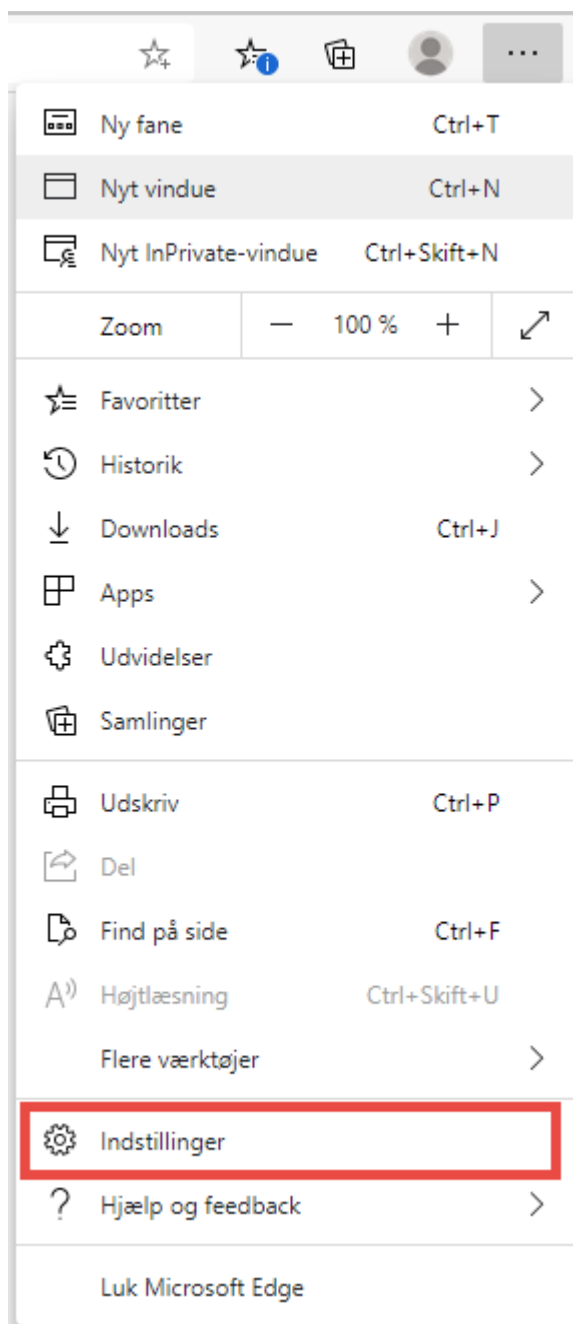 Ny fane Ctrl+T
Nyt vindue Ctrl+N
Nyt InPrivate-vindue Ctrl+Skift+N
Zoom — 100 % +
Favoritter
Historik
Downloads Ctrl+J
Apps
Udvidelser
Samlinger
Udskriv Ctrl+P
Del
Find på side Ctrl+F
Højtlæsning Ctrl+Skift+U
Flere værktøjer
Indstillinger
Hjælp og feedback
Luk Microsoft Edge